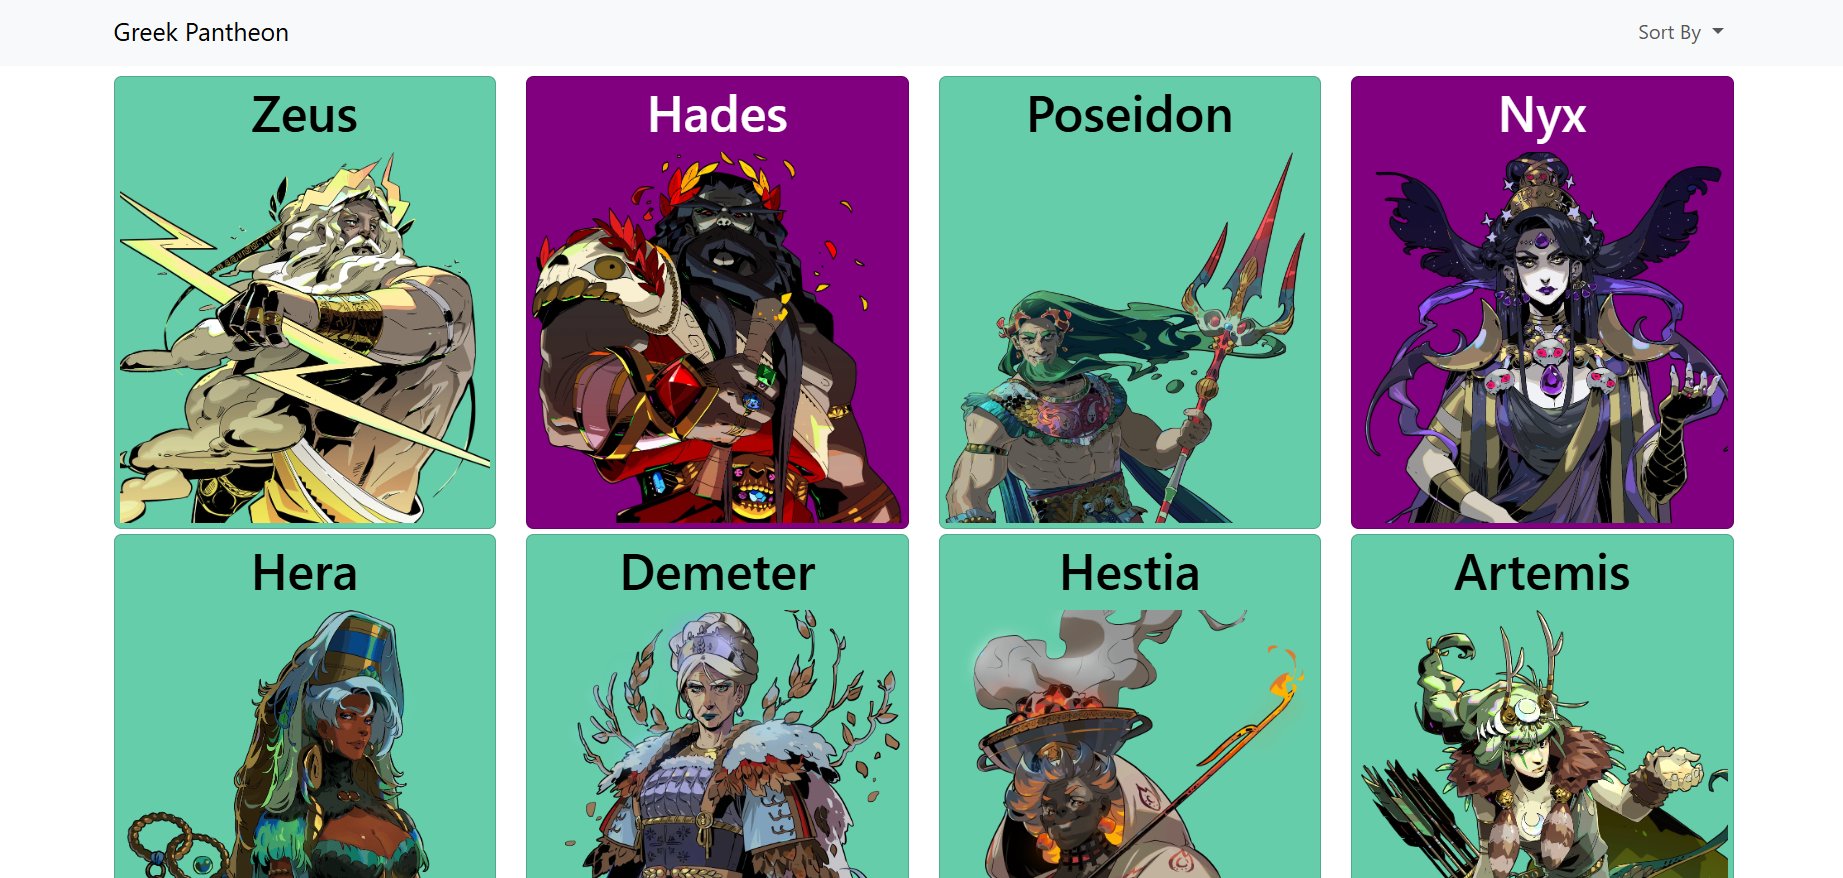 Greek Pantheon
Sort By
Zeus
Hades
Poseidon
Nyx
Hera
Demeter
Hestia
Artemis